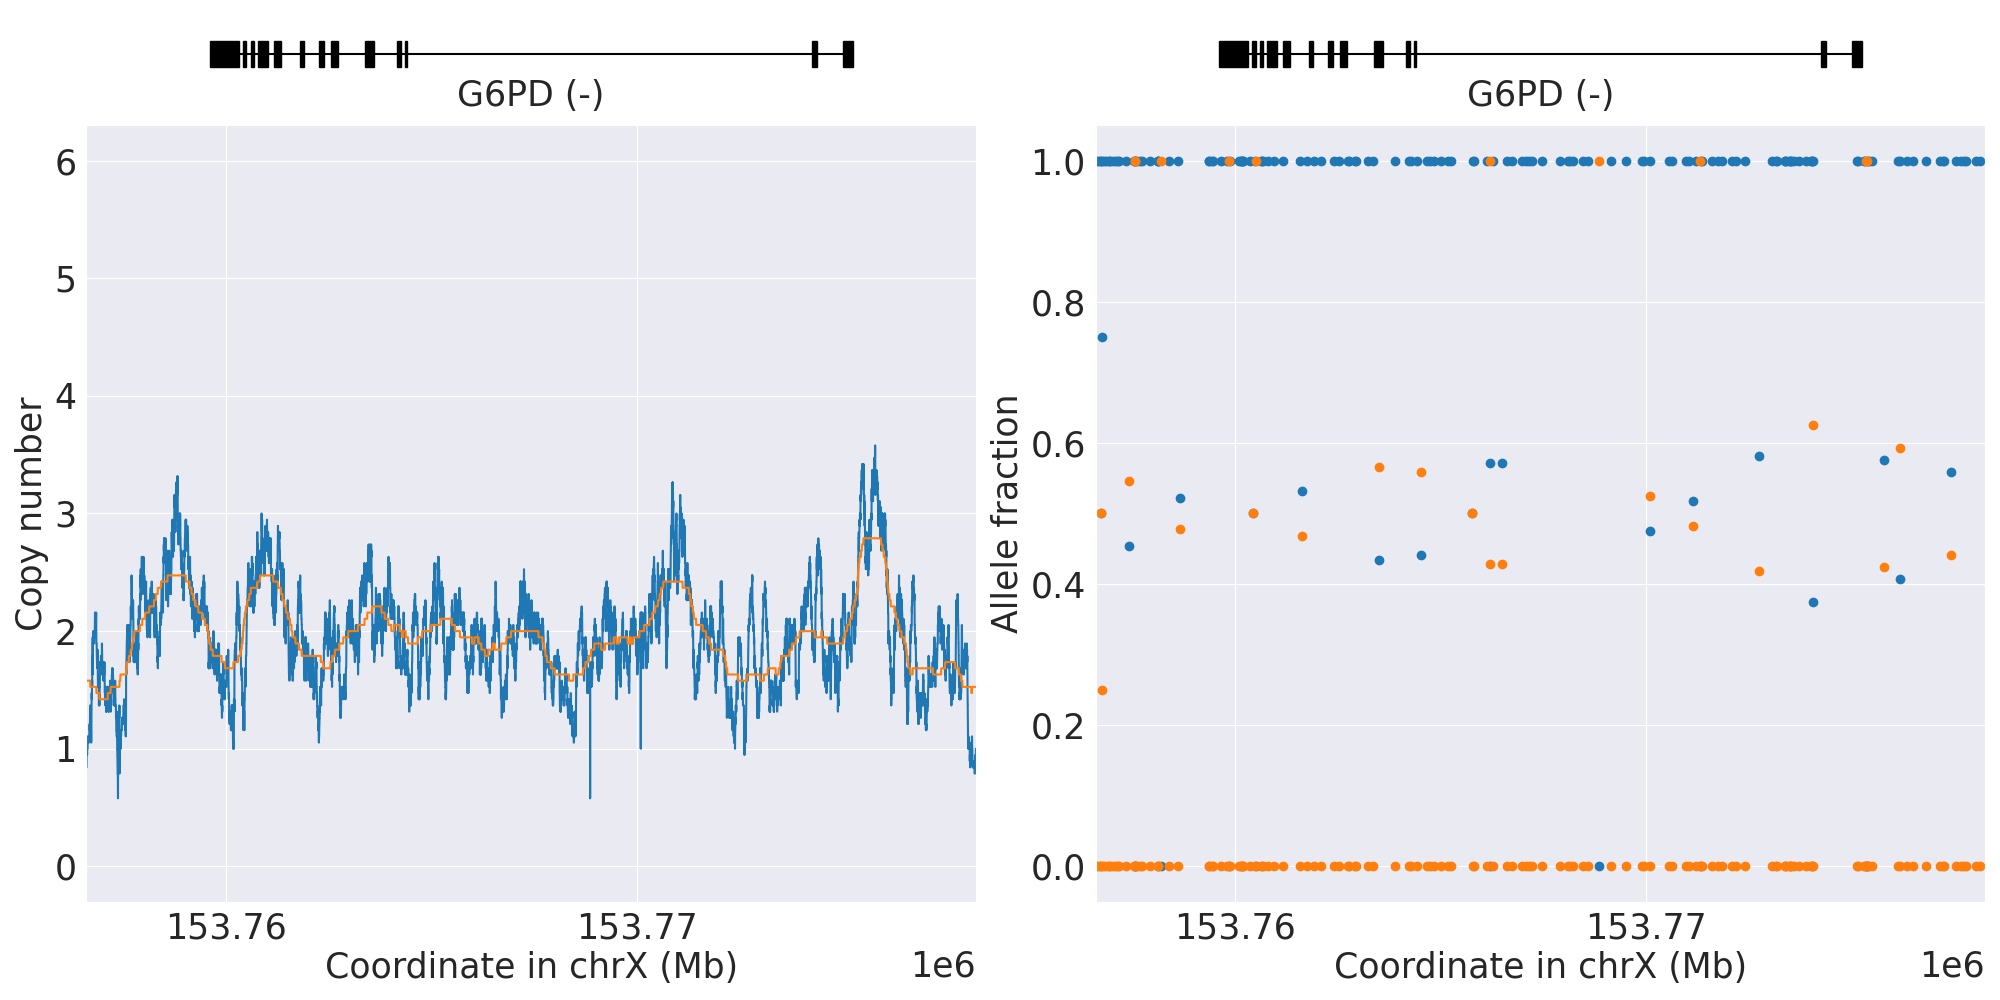 G6PD (-)
6
5
4
3
2
1
0
Copy number
153.76
153.77
Coordinate in chrX (Mb)
1e6
G6PD (-)
1.0
0.8
0.6
0.4
0.2
0.0
Allele fraction
153.76
153.77
Coordinate in chrX (Mb)
1e6